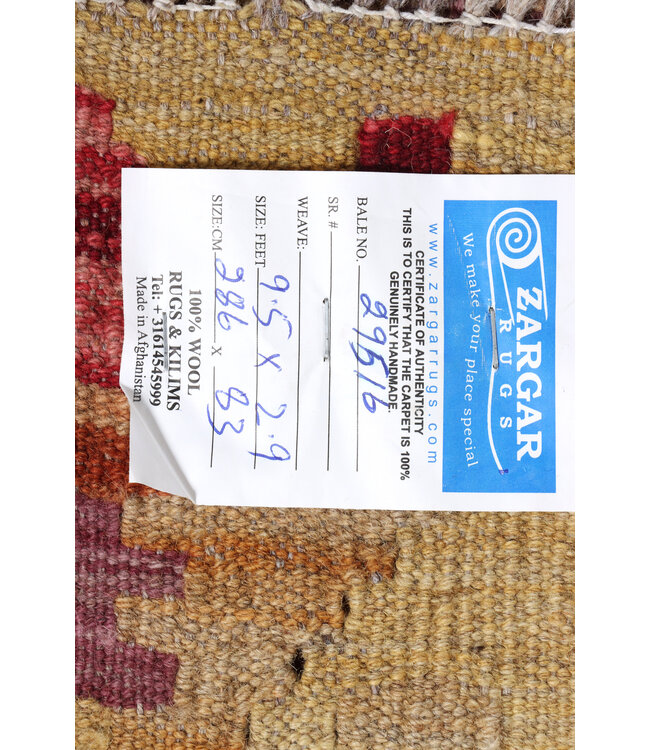 ZARGAR
RUGS
We make your place special
www.zargarrugs.com
CERTIFICATE OF AUTHENTICITY
THIS IS TO CERTIFY THAT THE CARPET IS 100%
GENUINELY HANDMADE.
BALE NO. 29516
SR. #
WEAVE:
SIZE: FEET 9.5 X 2.9
SIZE:CM 286 X 83
100% WOOL
RUGS & KILIMS
Tel: + 31614545999
Made in Afghanistan